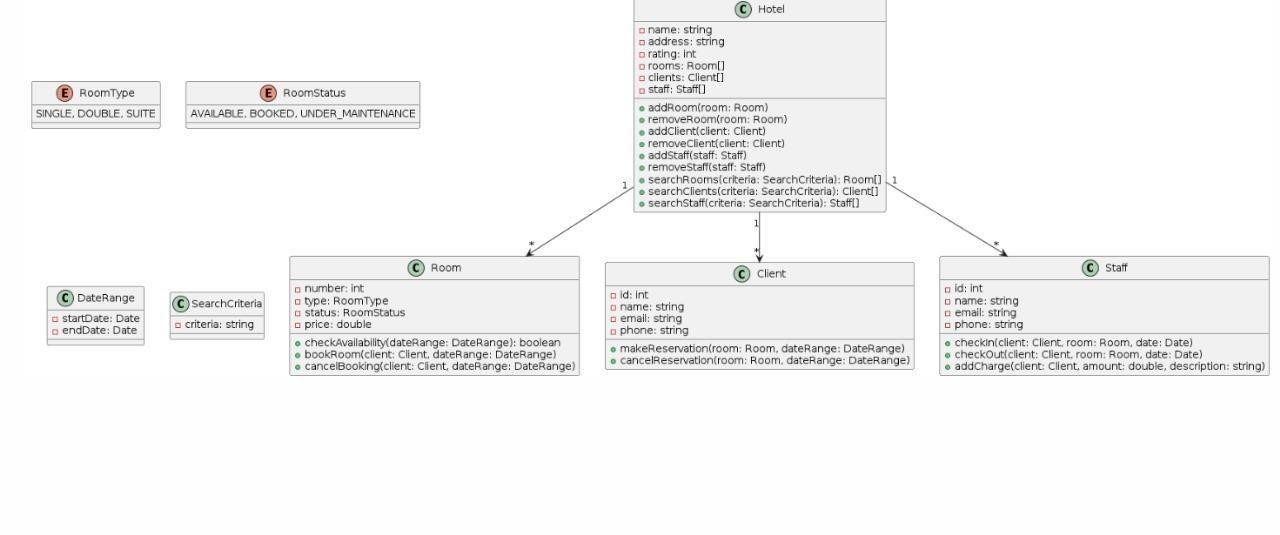 C Hotel
name: string
address: string
rating: int
rooms: Room[]
clients: Client[]
staff: Staff[]
addRoom(room: Room)
removeRoom(room: Room)
addClient(client: Client)
removeClient(client: Client)
addStaff(staff: Staff)
removeStaff(staff: Staff)
searchRooms(criteria: SearchCriteria): Room[]
searchClients(criteria: SearchCriteria): Client[]
searchStaff(criteria: SearchCriteria): Staff[]
E RoomType
SINGLE, DOUBLE, SUITE
E RoomStatus
AVAILABLE, BOOKED, UNDER_MAINTENANCE
1
1
1
*
*
*
C DateRange
startDate: Date
endDate: Date
C SearchCriteria
criteria: string
C Room
number: int
type: RoomType
status: RoomStatus
price: double
checkAvailability(dateRange: DateRange): boolean
bookRoom(client: Client, dateRange: DateRange)
cancelBooking(client: Client, dateRange: DateRange)
C Client
id: int
name: string
email: string
phone: string
makeReservation(room: Room, dateRange: DateRange)
cancelReservation(room: Room, dateRange: DateRange)
C Staff
id: int
name: string
email: string
phone: string
checkIn(client: Client, room: Room, date: Date)
checkOut(client: Client, room: Room, date: Date)
addCharge(client: Client, amount: double, description: string)